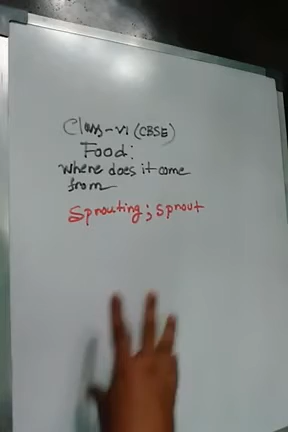 Class-VI (CBSE)
Food:
where does it come
from
Sprouting; sprout